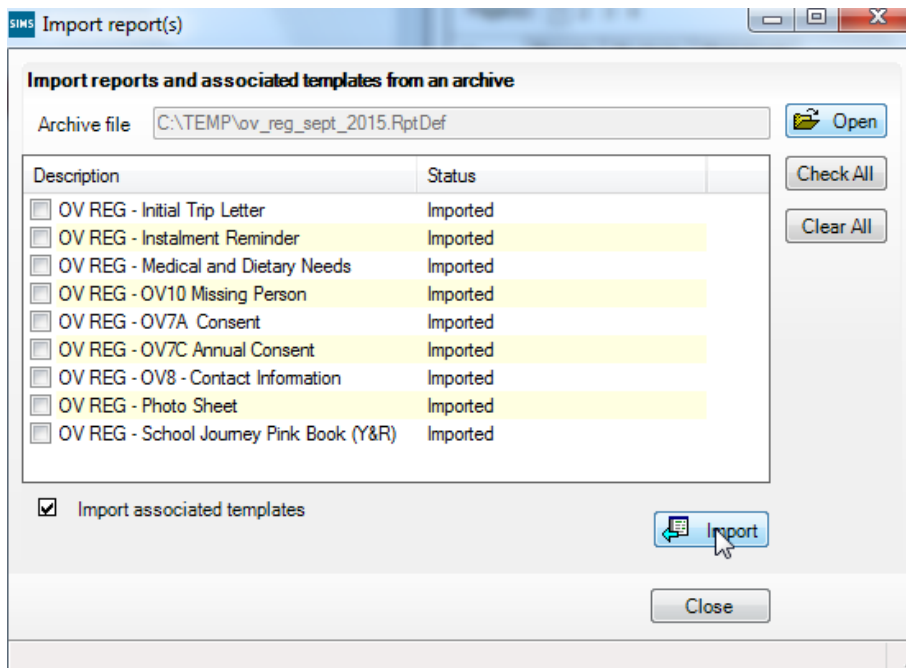 SIMS Import report(s)
Import reports and associated templates from an archive
Archive file C:\TEMP\ov_reg_sept_2015.RptDef Open
Description Status Check All
OV REG - Initial Trip Letter Imported Clear All
OV REG - Instalment Reminder Imported
OV REG - Medical and Dietary Needs Imported
OV REG - OV10 Missing Person Imported
OV REG - OV7A Consent Imported
OV REG - OV7C Annual Consent Imported
OV REG - OV8 - Contact Information Imported
OV REG - Photo Sheet Imported
OV REG - School Journey Pink Book (Y&R) Imported
Import associated templates
Import
Close